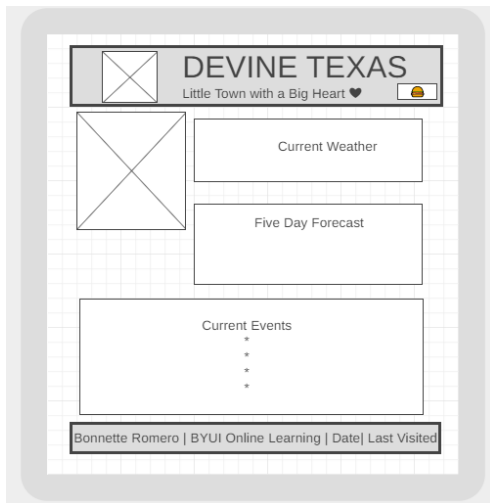 DEVINE TEXAS
Little Town with a Big Heart ♥
Current Weather
Five Day Forecast
Current Events
*
*
*
*
Bonnette Romero | BYUI Online Learning | Date| Last Visited